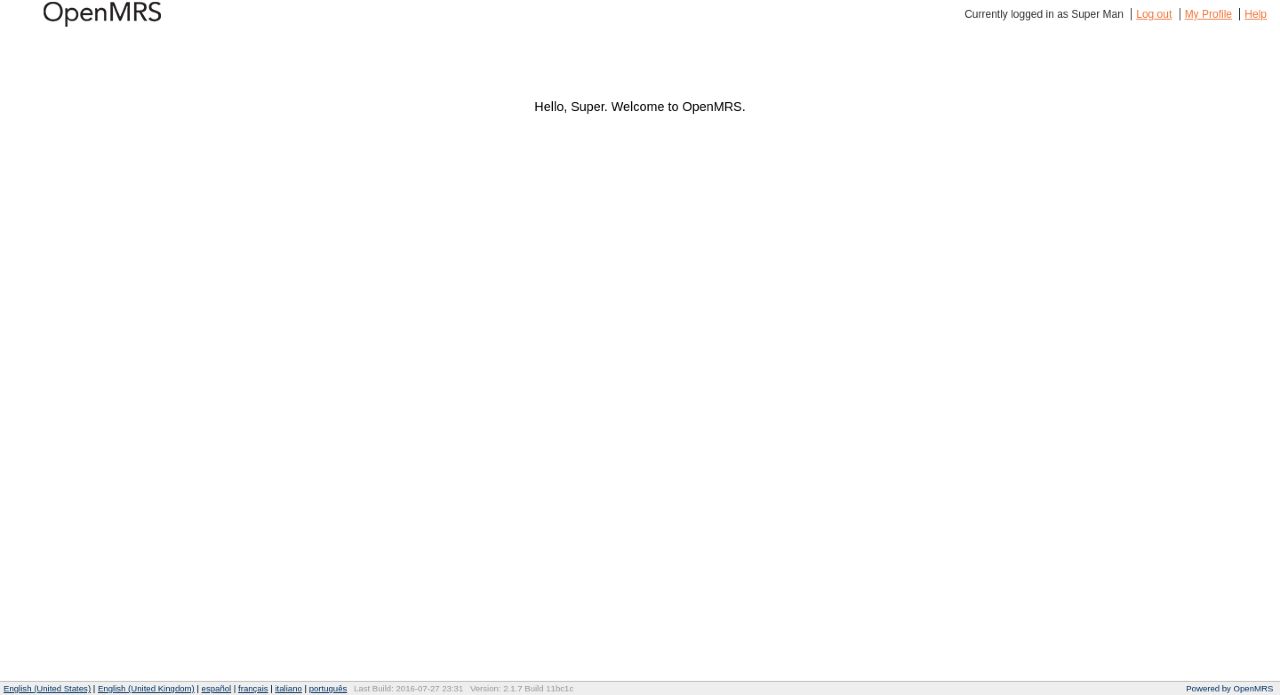 OpenMRS
Currently logged in as Super Man | Log out | My Profile | Help
Hello, Super. Welcome to OpenMRS.
English (United States) | English (United Kingdom) | español | français | italiano | português Last Build: 2016-07-27 23:31 Version: 2.1.7 Build 11bc1c Powered by OpenMRS